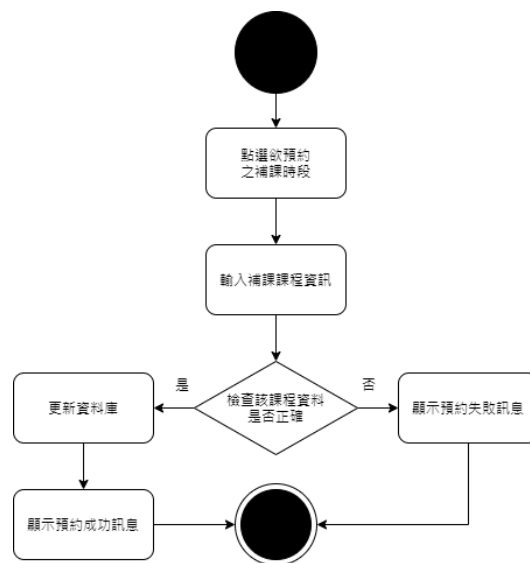 點選欲預約
之補課時段
輸入補課課程資訊
檢查該課程資料
是否正確
是
否
更新資料庫
顯示預約失敗訊息
顯示預約成功訊息